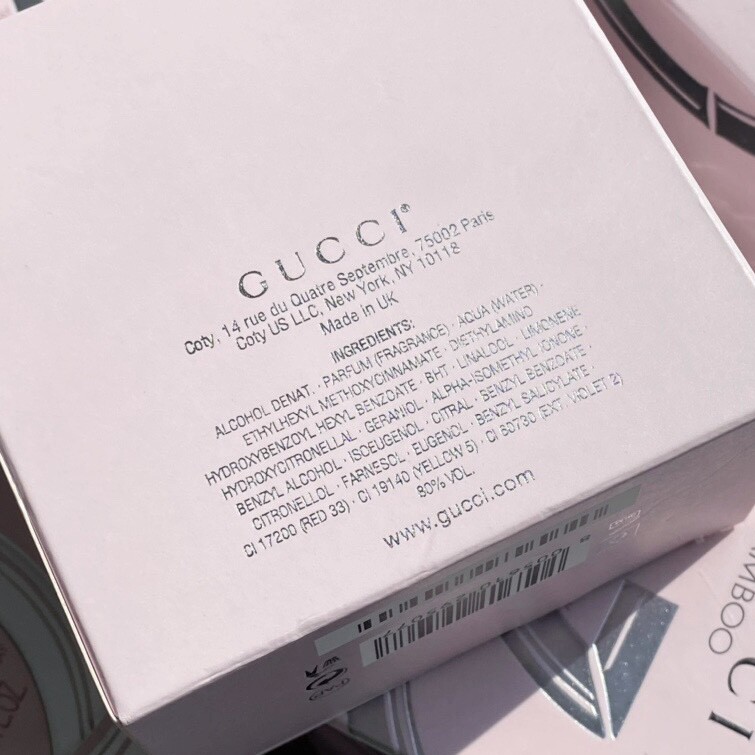 GUCCI®
Coty, 14 rue du Quatre Septembre, 75002 Paris
Coty US LLC, New York, NY 10118
Made in UK
INGREDIENTS:
ALCOHOL DENAT. · PARFUM (FRAGRANCE) · AQUA (WATER) ·
ETHYLHEXYL METHOXYCINNAMATE · DIETHYLAMINO
HYDROXYBENZOYL HEXYL BENZOATE · BHT · LINALOOL · LIMONENE
HYDROXYCITRONELLAL · GERANIOL · ALPHA-ISOMETHYL IONONE ·
BENZYL ALCOHOL · ISOEUGENOL · CITRAL · BENZYL BENZOATE ·
CITRONELLOL · FARNESOL · EUGENOL · BENZYL SALICYLATE ·
CI 17200 (RED 33) · CI 19140 (YELLOW 5) · CI 60730 (EXT. VIOLET 2)
80% VOL.
www.gucci.com
MBOO
CI